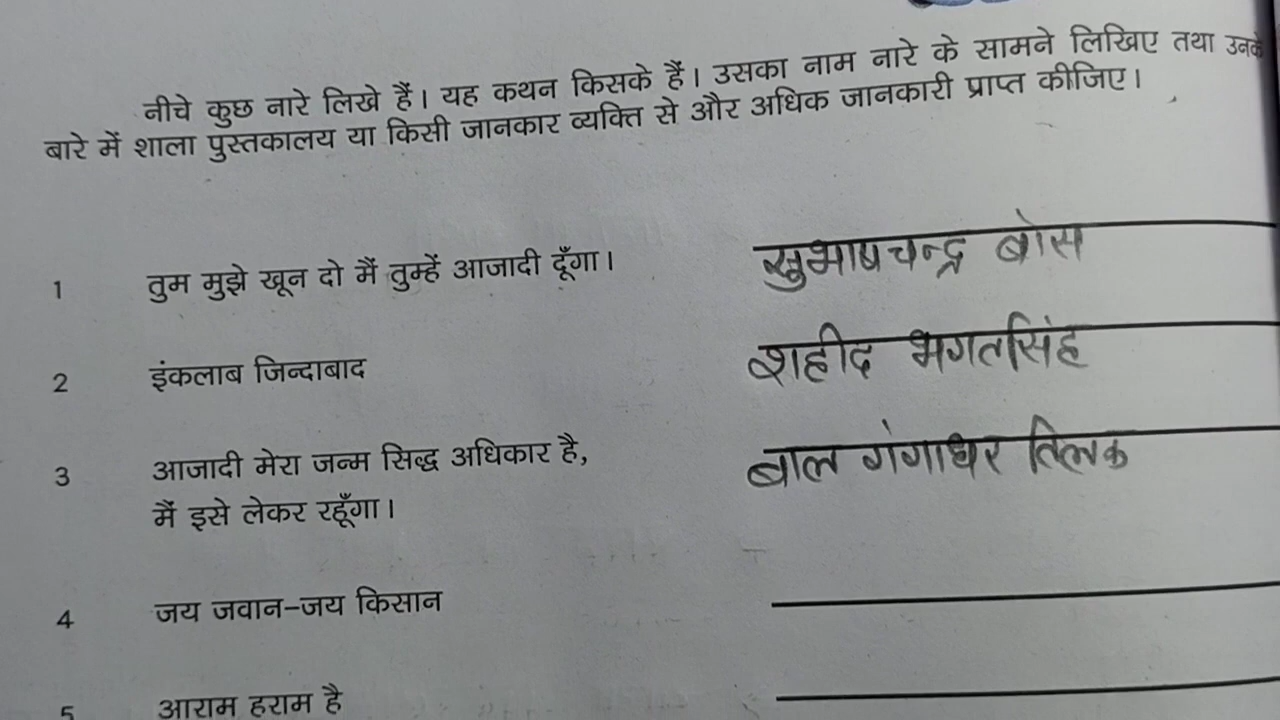 नीचे कुछ नारे लिखे हैं। यह कथन किसके हैं। उसका नाम नारे के सामने लिखिए तथा उनके
बारे में शाला पुस्तकालय या किसी जानकार व्यक्ति से और अधिक जानकारी प्राप्त कीजिए।
1 तुम मुझे खून दो मैं तुम्हें आजादी दूँगा। सुभाषचन्द्र बोस
2 इंकलाब जिन्दाबाद शहीद भगतसिंह
3 आजादी मेरा जन्म सिद्ध अधिकार है, बाल गंगाधर तिलक
मैं इसे लेकर रहूँगा।
4 जय जवान-जय किसान
5 आराम हराम है